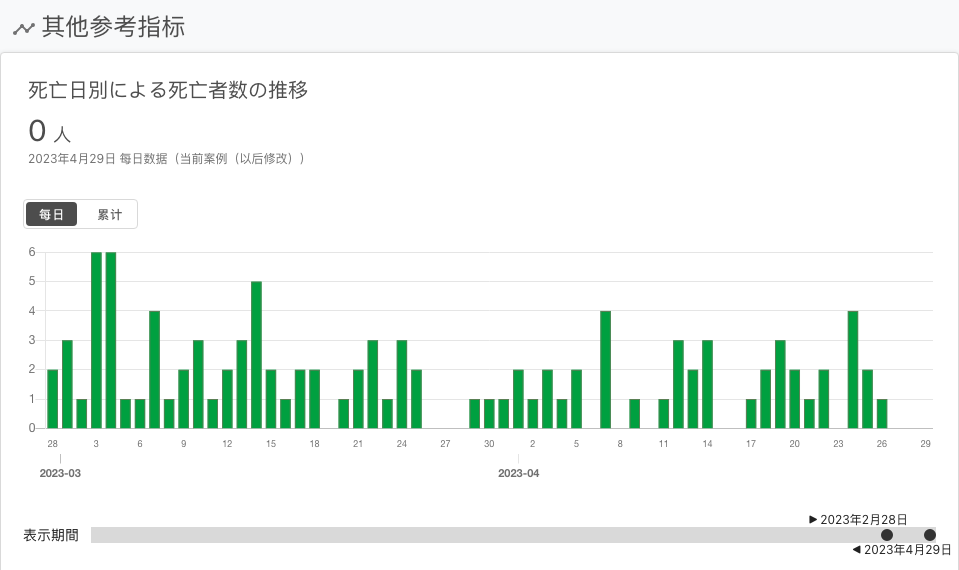 其他参考指标
死亡日別による死亡者数の推移
0 人
2023年4月29日 每日数据（当前案例（以后修改））
每日 累计
6
5
4
3
2
1
0
28 3 6 9 12 15 18 21 24 27 30 2 5 8 11 14 17 20 23 26 29
2023-03 2023-04
▶ 2023年2月28日
表示期間
◀ 2023年4月29日